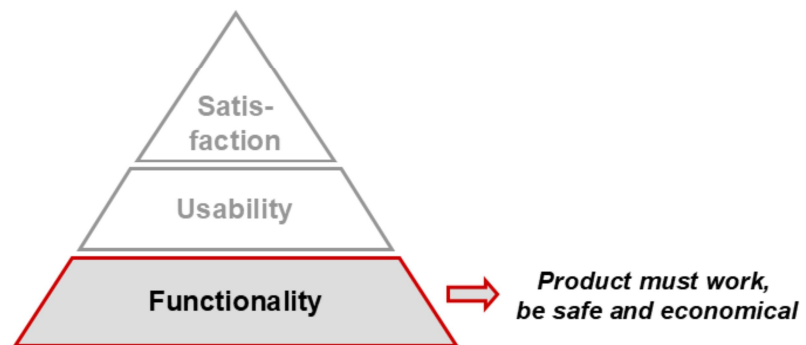 Satis-
faction
Usability
Functionality
Product must work,
be safe and economical